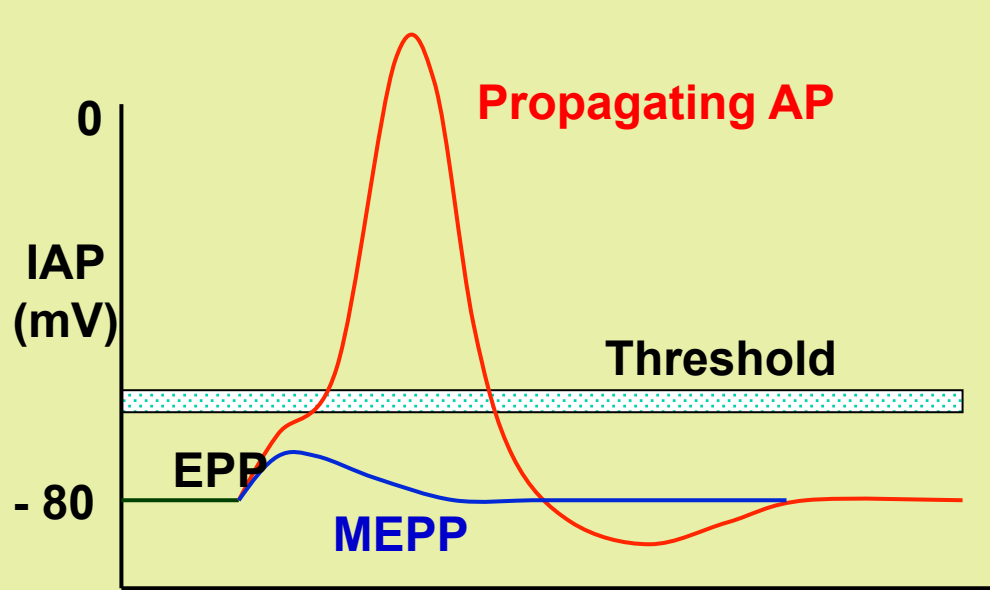 Propagating AP
0
IAP
(mV)
Threshold
EPP
- 80
MEPP